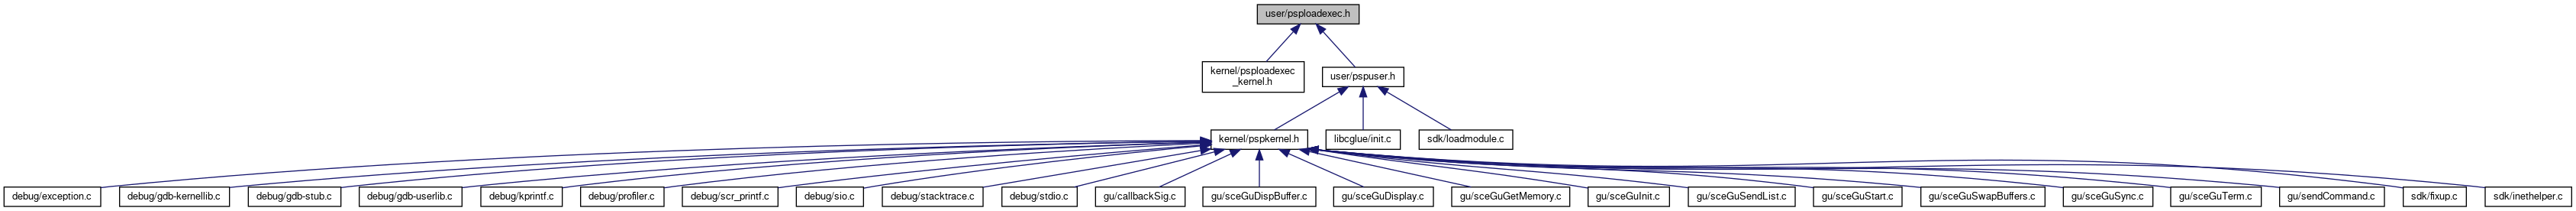 user/psploadexec.h
kernel/psploadexec
_kernel.h
user/pspuser.h
kernel/pspkernel.h
libcglue/init.c
sdk/loadmodule.c
debug/exception.c
debug/gdb-kernellib.c
debug/gdb-stub.c
debug/gdb-userlib.c
debug/kprintf.c
debug/profiler.c
debug/scr_printf.c
debug/sio.c
debug/stacktrace.c
debug/stdio.c
gu/callbackSig.c
gu/sceGuDispBuffer.c
gu/sceGuDisplay.c
gu/sceGuGetMemory.c
gu/sceGuInit.c
gu/sceGuSendList.c
gu/sceGuStart.c
gu/sceGuSwapBuffers.c
gu/sceGuSync.c
gu/sceGuTerm.c
gu/sendCommand.c
sdk/fixup.c
sdk/inethelper.c